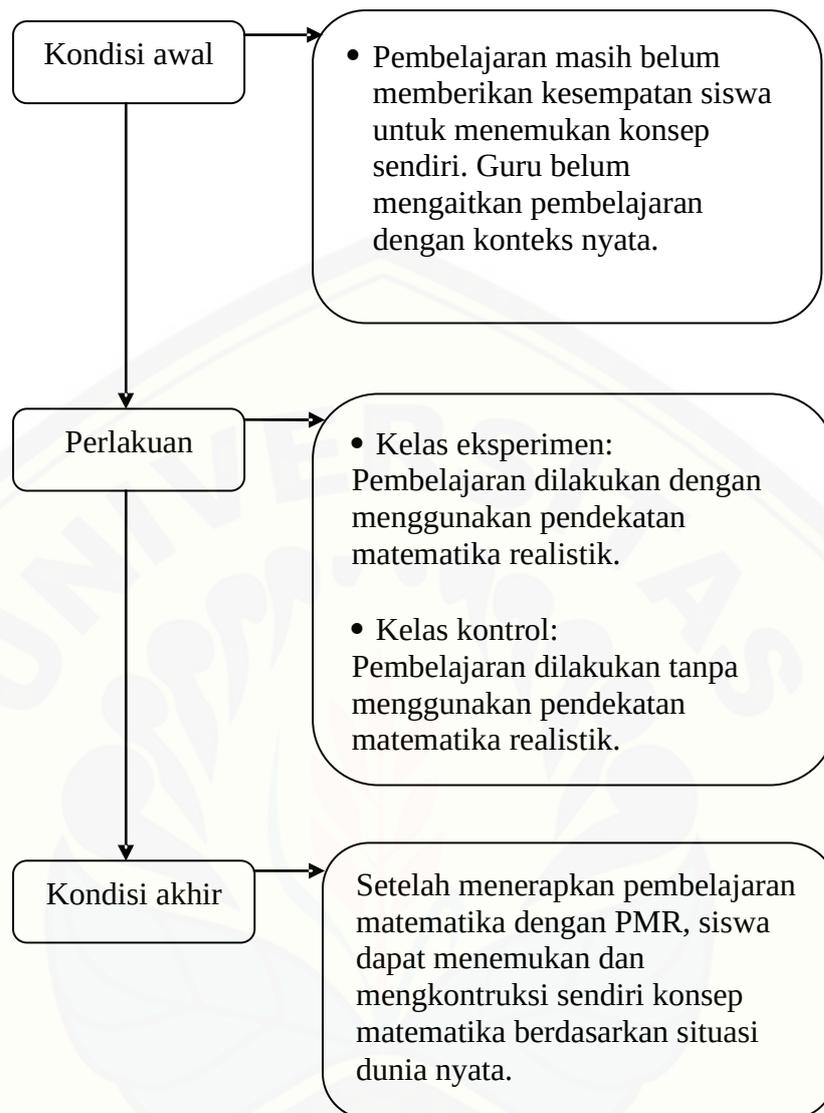 Kondisi awal
• Pembelajaran masih belum
memberikan kesempatan siswa
untuk menemukan konsep
sendiri. Guru belum
mengaitkan pembelajaran
dengan konteks nyata.
Perlakuan
• Kelas eksperimen:
Pembelajaran dilakukan dengan
menggunakan pendekatan
matematika realistik.
• Kelas kontrol:
Pembelajaran dilakukan tanpa
menggunakan pendekatan
matematika realistik.
Kondisi akhir
Setelah menerapkan pembelajaran
matematika dengan PMR, siswa
dapat menemukan dan
mengkontruksi sendiri konsep
matematika berdasarkan situasi
dunia nyata.
UNIVERSITAS